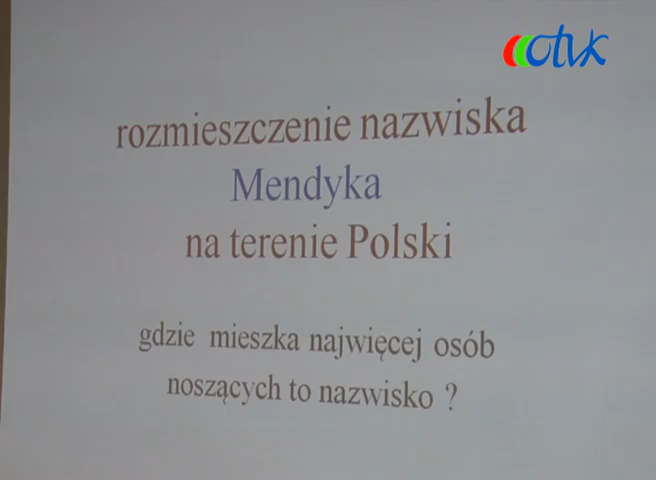 otvk
rozmieszczenie nazwiska
Mendyka
na terenie Polski
gdzie mieszka najwięcej osób
noszących to nazwisko ?